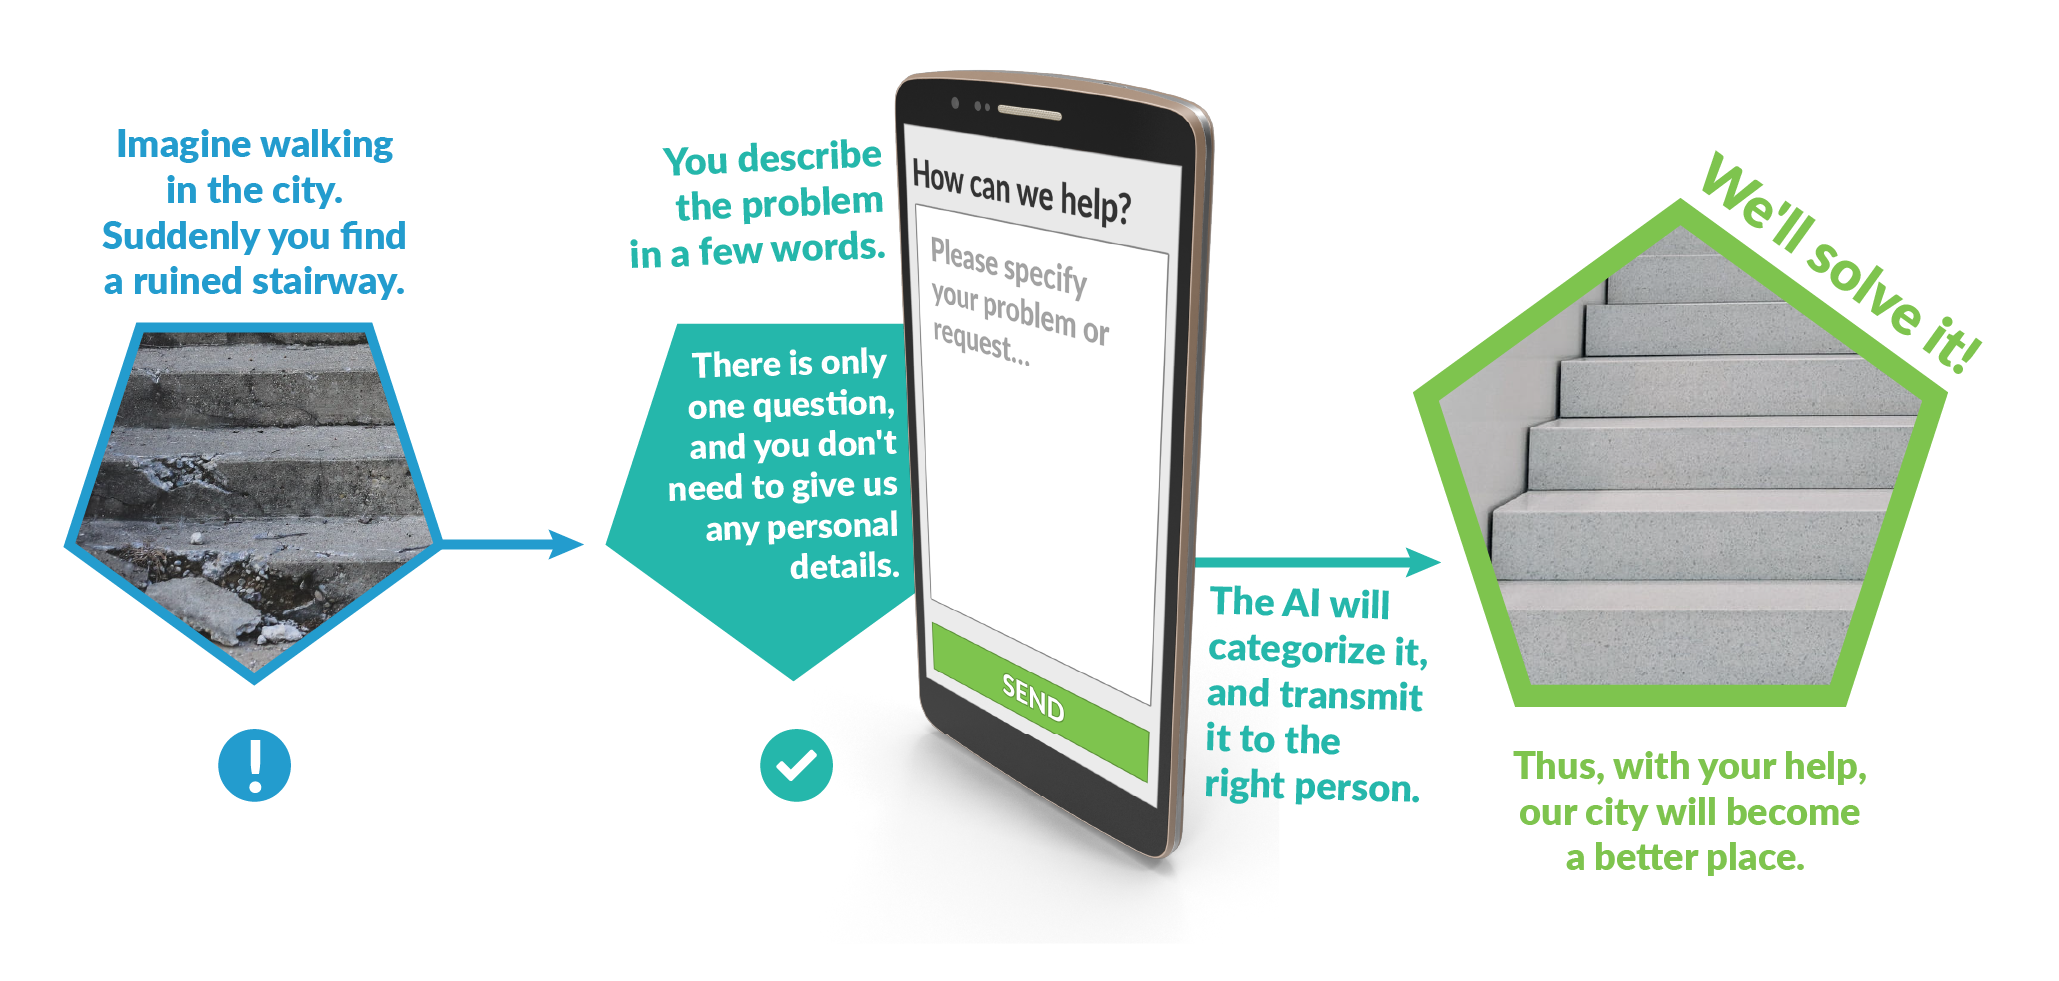 Imagine walking
in the city.
Suddenly you find
a ruined stairway.
You describe
the problem
in a few words.
There is only
one question,
and you don't
need to give us
any personal
details.
How can we help?
Please specify
your problem or
request...
SEND
The AI will
categorize it,
and transmit
it to the
right person.
We'll solve it!
Thus, with your help,
our city will become
a better place.